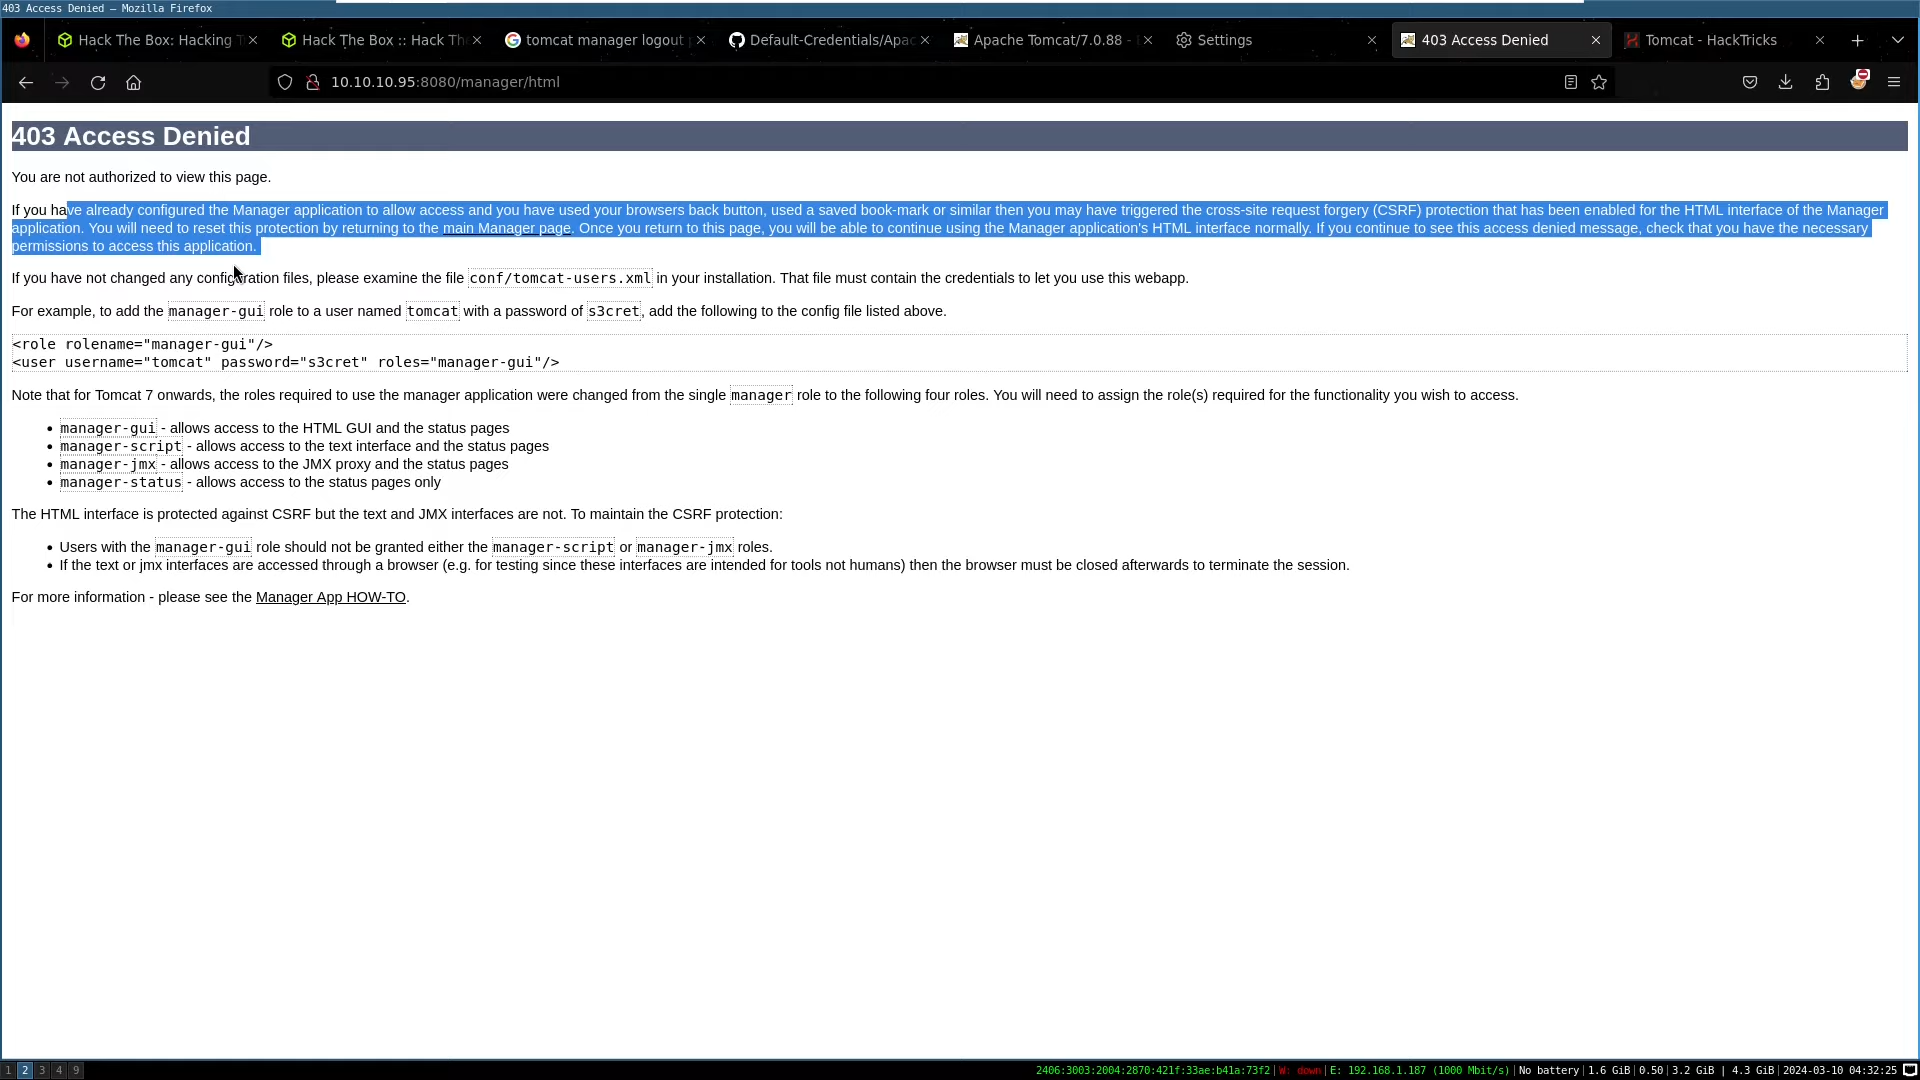 403 Access Denied — Mozilla Firefox
Hack The Box: Hacking T
Hack The Box :: Hack Th
tomcat manager logout
Default-Credentials/Apac
Apache Tomcat/7.0.88 -
Settings
403 Access Denied
Tomcat - HackTricks
10.10.10.95:8080/manager/html
403 Access Denied
You are not authorized to view this page.
If you have already configured the Manager application to allow access and you have used your browsers back button, used a saved book-mark or similar then you may have triggered the cross-site request forgery (CSRF) protection that has been enabled for the HTML interface of the Manager
application. You will need to reset this protection by returning to the main Manager page. Once you return to this page, you will be able to continue using the Manager application's HTML interface normally. If you continue to see this access denied message, check that you have the necessary
permissions to access this application.
If you have not changed any configuration files, please examine the file conf/tomcat-users.xml in your installation. That file must contain the credentials to let you use this webapp.
For example, to add the manager-gui role to a user named tomcat with a password of s3cret, add the following to the config file listed above.
<role rolename="manager-gui"/>
<user username="tomcat" password="s3cret" roles="manager-gui"/>
Note that for Tomcat 7 onwards, the roles required to use the manager application were changed from the single manager role to the following four roles. You will need to assign the role(s) required for the functionality you wish to access.
• manager-gui - allows access to the HTML GUI and the status pages
• manager-script - allows access to the text interface and the status pages
• manager-jmx - allows access to the JMX proxy and the status pages
• manager-status - allows access to the status pages only
The HTML interface is protected against CSRF but the text and JMX interfaces are not. To maintain the CSRF protection:
• Users with the manager-gui role should not be granted either the manager-script or manager-jmx roles.
• If the text or jmx interfaces are accessed through a browser (e.g. for testing since these interfaces are intended for tools not humans) then the browser must be closed afterwards to terminate the session.
For more information - please see the Manager App HOW-TO.
1 2 3 4 9
2406:3003:2004:2870:421f:33ae:b41a:73f2|W: down|E: 192.168.1.187 (1000 Mbit/s)|No battery|1.6 GiB|0.50|3.2 GiB | 4.3 GiB|2024-03-10 04:32:25